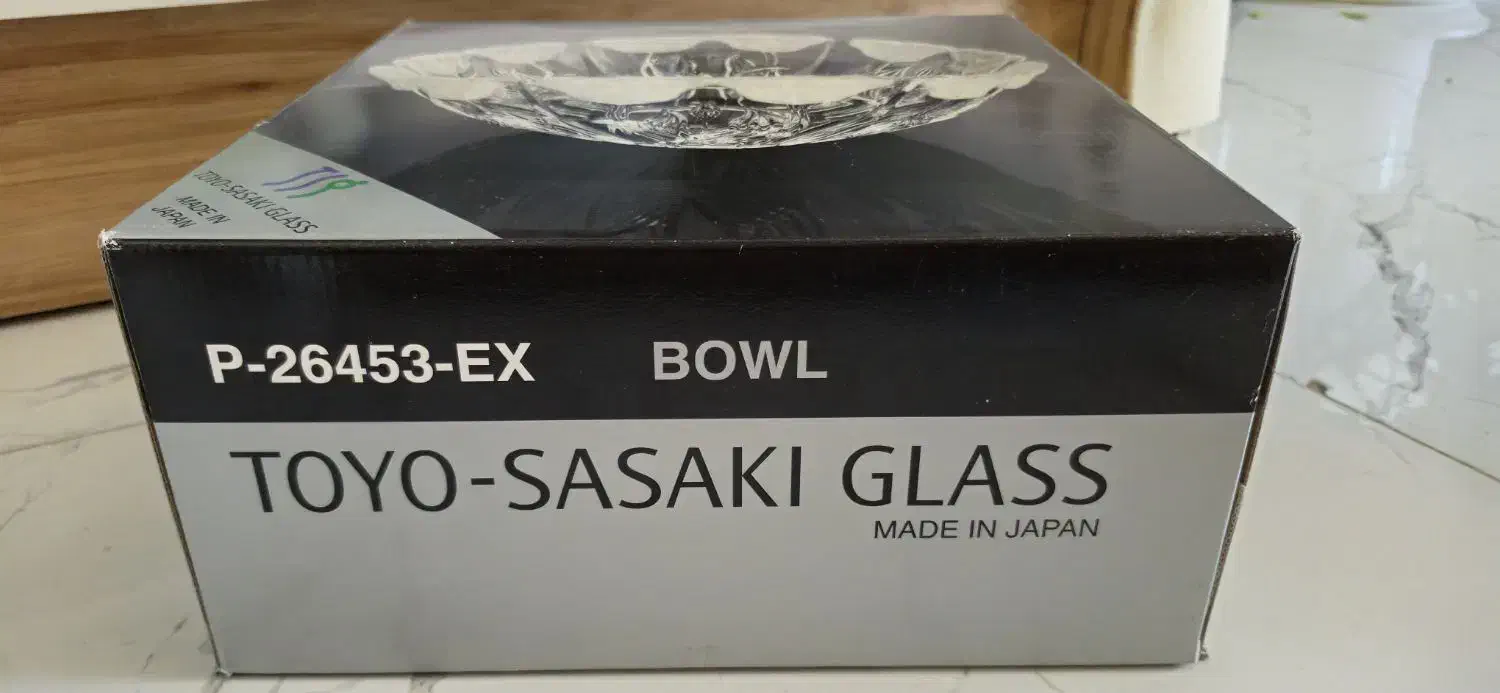 TOYO-SASAKI GLASS
MADE IN
JAPAN
P-26453-EX BOWL
TOYO-SASAKI GLASS
MADE IN JAPAN